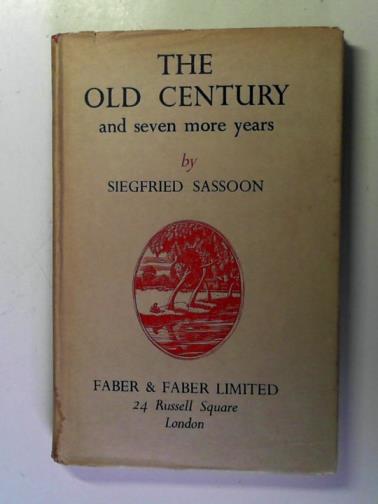 THE
OLD CENTURY
and seven more years
by
SIEGFRIED SASSOON
FABER & FABER LIMITED
24 Russell Square
London